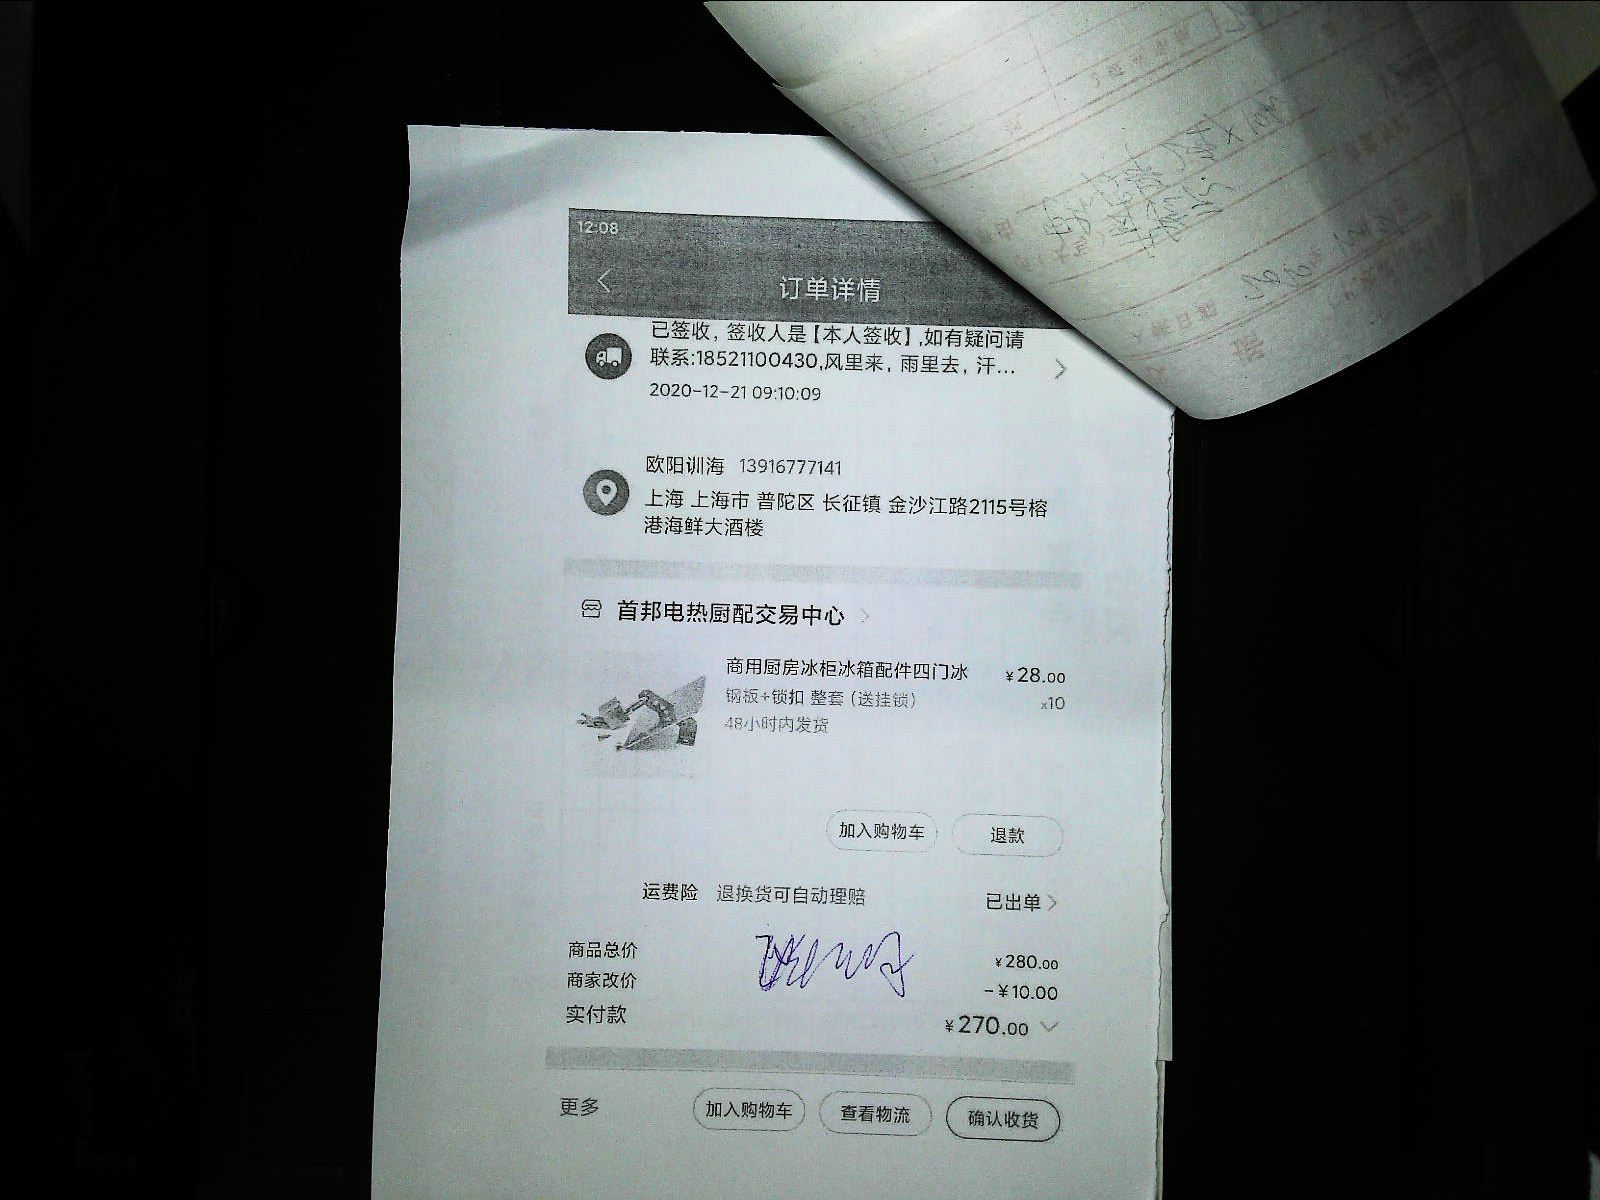 12:08
订单详情
已签收，签收人是【本人签收】,如有疑问请
联系:18521100430,风里来，雨里去，汗...
2020-12-21 09:10:09
欧阳训海 13916777141
上海 上海市 普陀区 长征镇 金沙江路2115号榕
港海鲜大酒楼
首邦电热厨配交易中心
商用厨房冰柜冰箱配件四门冰 ¥28.00
钢板+锁扣 整套（送挂锁） x10
48小时内发货
加入购物车 退款
运费险 退换货可自动理赔 已出单
商品总价 ¥280.00
商家改价 -¥10.00
实付款 ¥270.00
更多 加入购物车 查看物流 确认收货